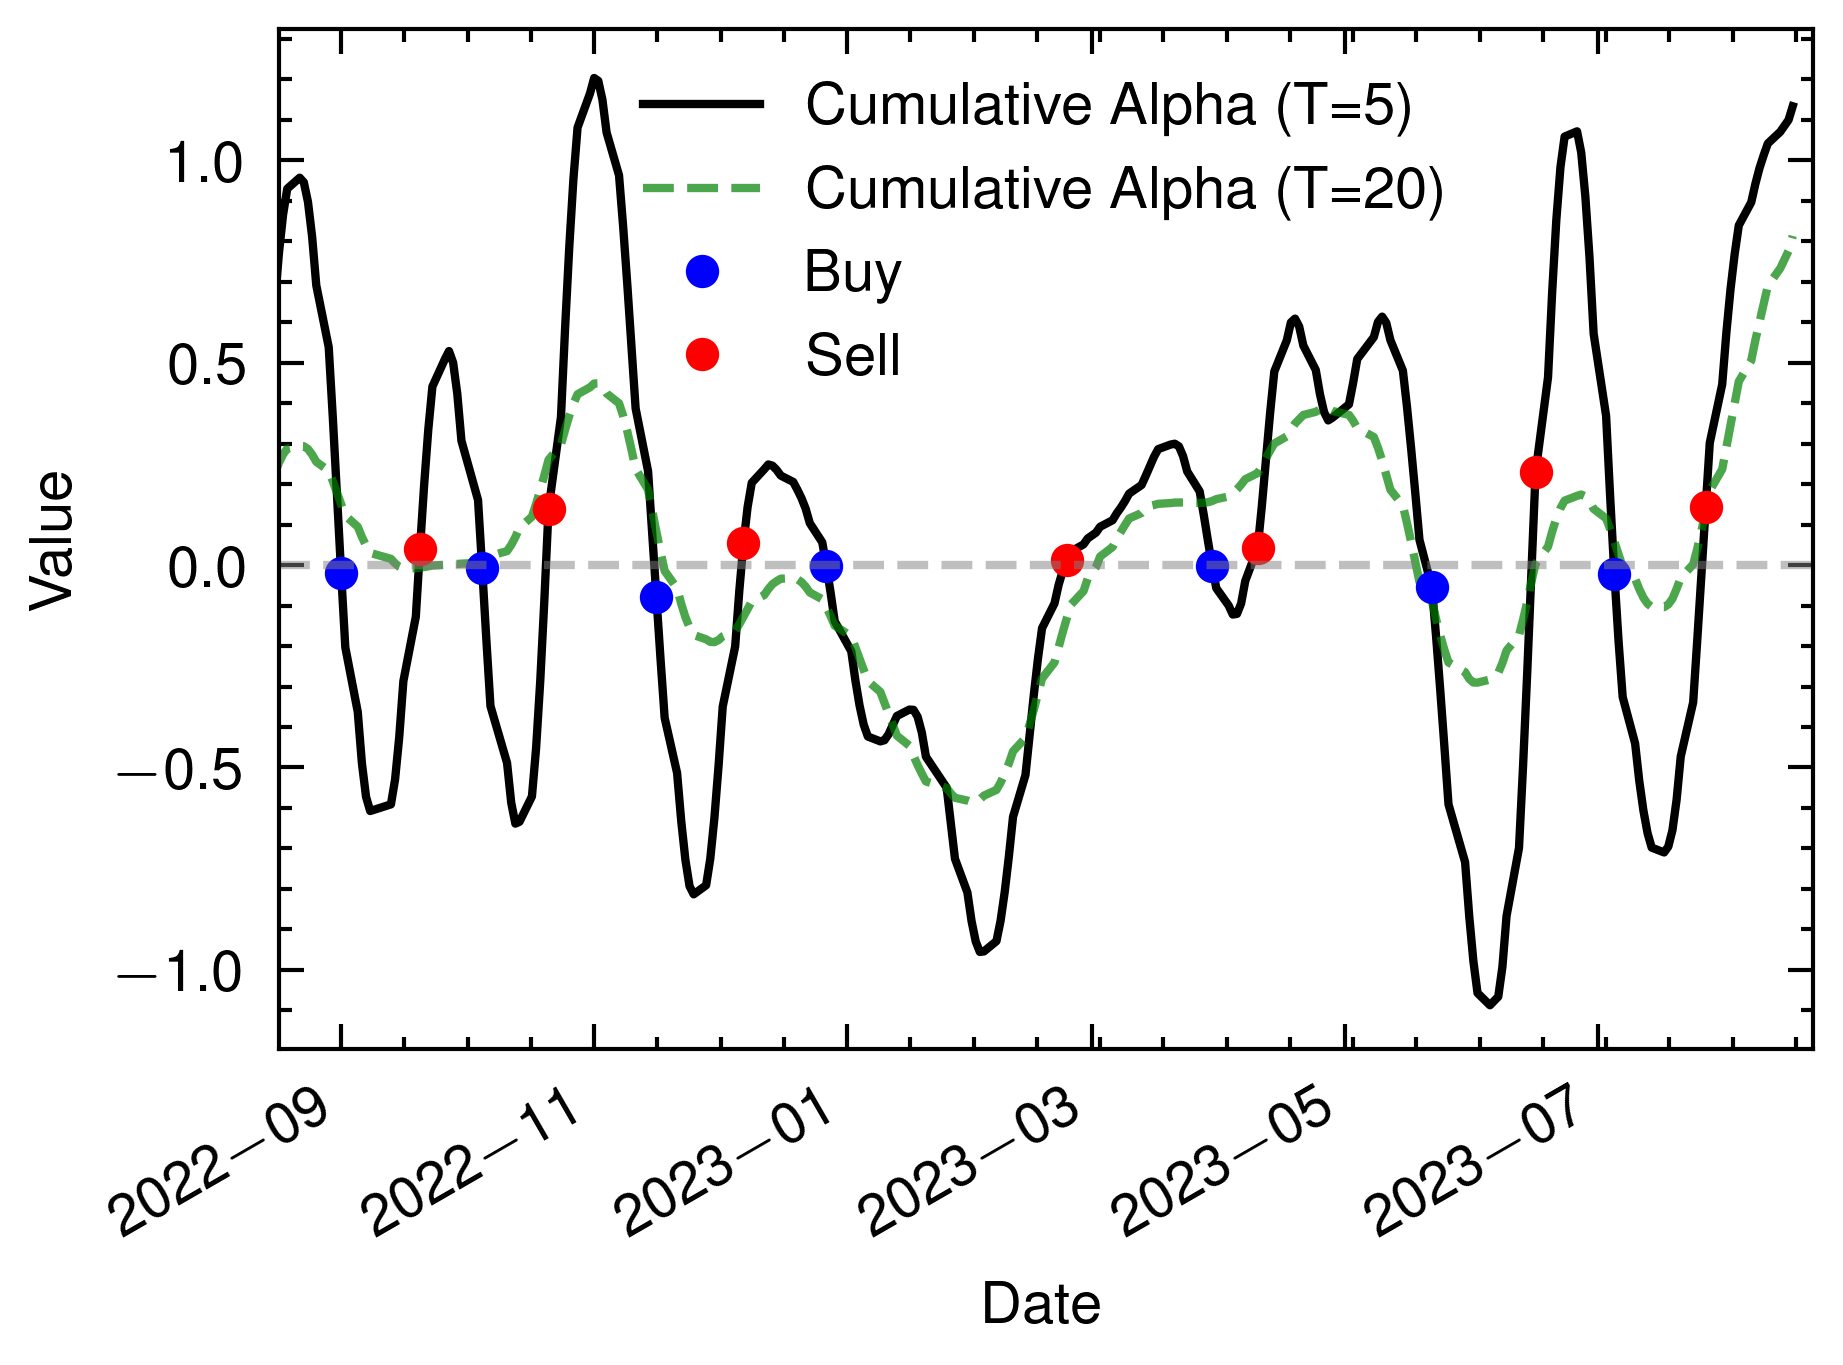 Cumulative Alpha (T=5)
Cumulative Alpha (T=20)
Buy
Sell
1.0
0.5
0.0
−0.5
−1.0
Value
2022−09
2022−11
2023−01
2023−03
2023−05
2023−07
Date